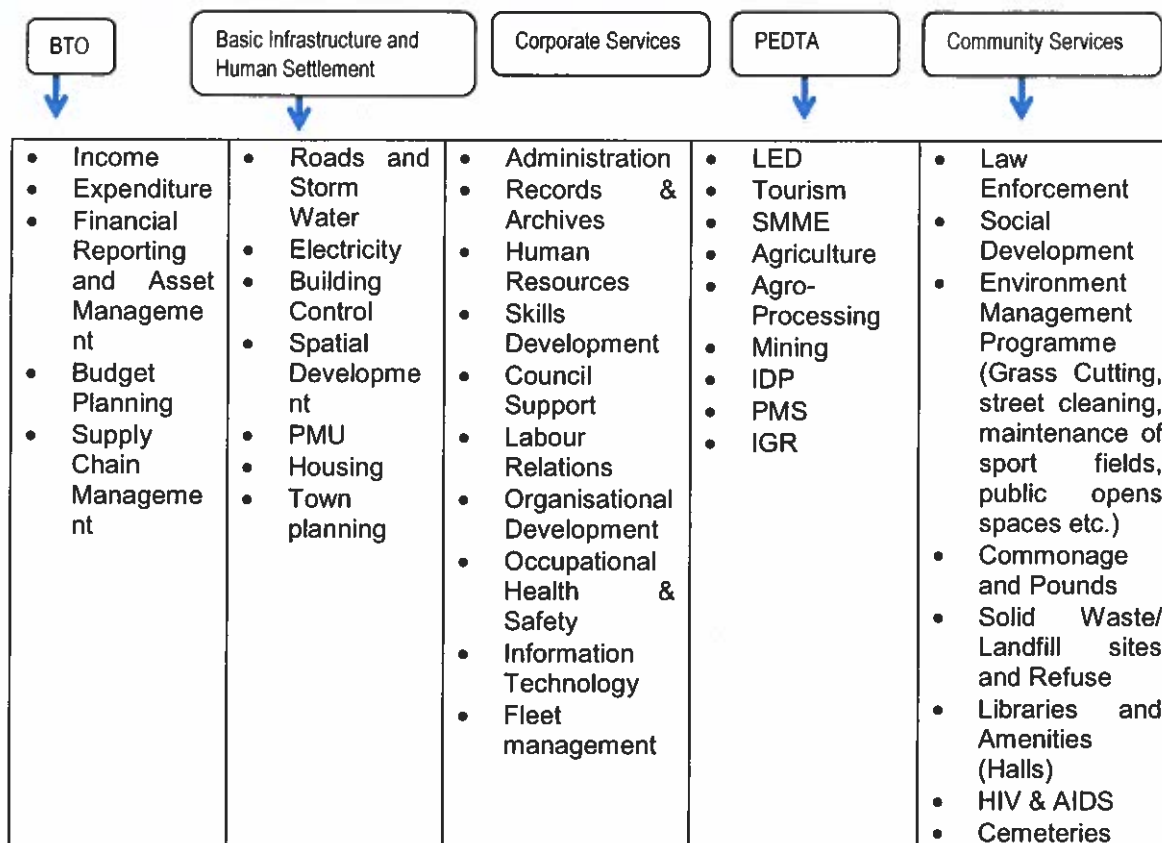 BTO
Basic Infrastructure and
Human Settlement
Corporate Services
PEDTA
Community Services
• Income
• Expenditure
• Financial
Reporting
and Asset
Manageme
nt
• Budget
Planning
• Supply
Chain
Manageme
nt
• Roads and
Storm
Water
• Electricity
• Building
Control
• Spatial
Developme
nt
• PMU
• Housing
• Town
planning
• Administration
• Records &
Archives
• Human
Resources
• Skills
Development
• Council
Support
• Labour
Relations
• Organisational
Development
• Occupational
Health &
Safety
• Information
Technology
• Fleet
management
• LED
• Tourism
• SMME
• Agriculture
• Agro-
Processing
• Mining
• IDP
• PMS
• IGR
• Law
Enforcement
• Social
Development
• Environment
Management
Programme
(Grass Cutting,
street cleaning,
maintenance of
sport fields,
public opens
spaces etc.)
• Commonage
and Pounds
• Solid Waste/
Landfill sites
and Refuse
• Libraries and
Amenities
(Halls)
• HIV & AIDS
• Cemeteries